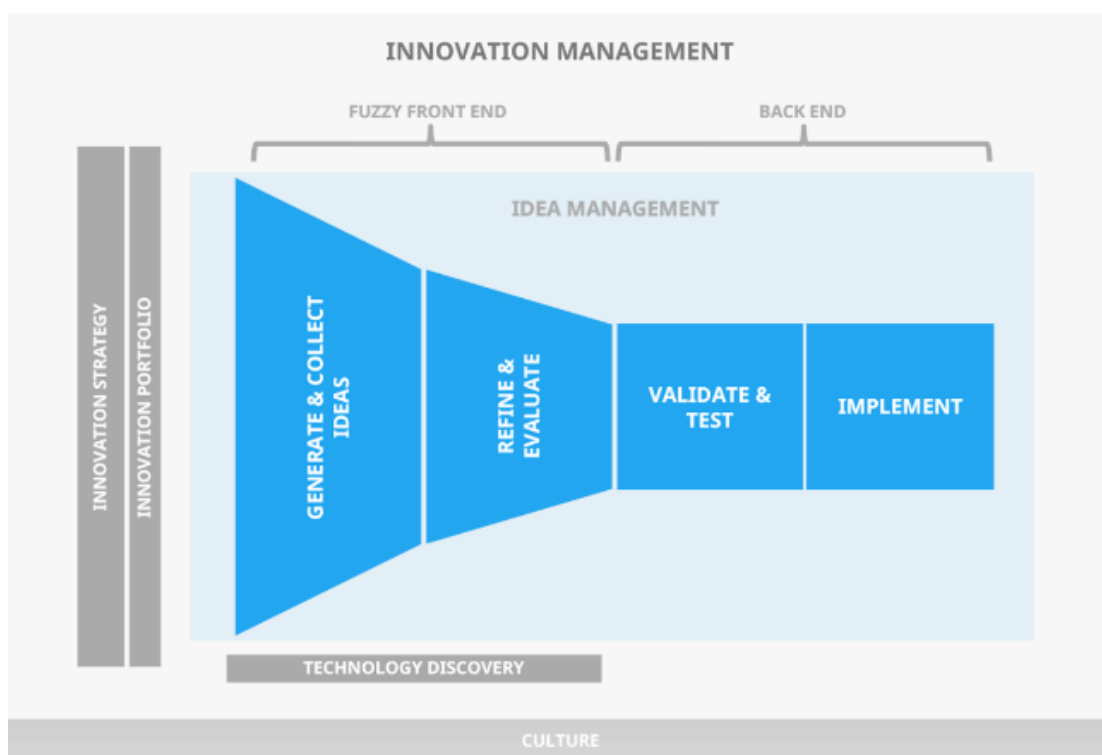 INNOVATION MANAGEMENT
FUZZY FRONT END
BACK END
IDEA MANAGEMENT
INNOVATION STRATEGY
INNOVATION PORTFOLIO
GENERATE & COLLECT
IDEAS
REFINE &
EVALUATE
VALIDATE &
TEST
IMPLEMENT
TECHNOLOGY DISCOVERY
CULTURE